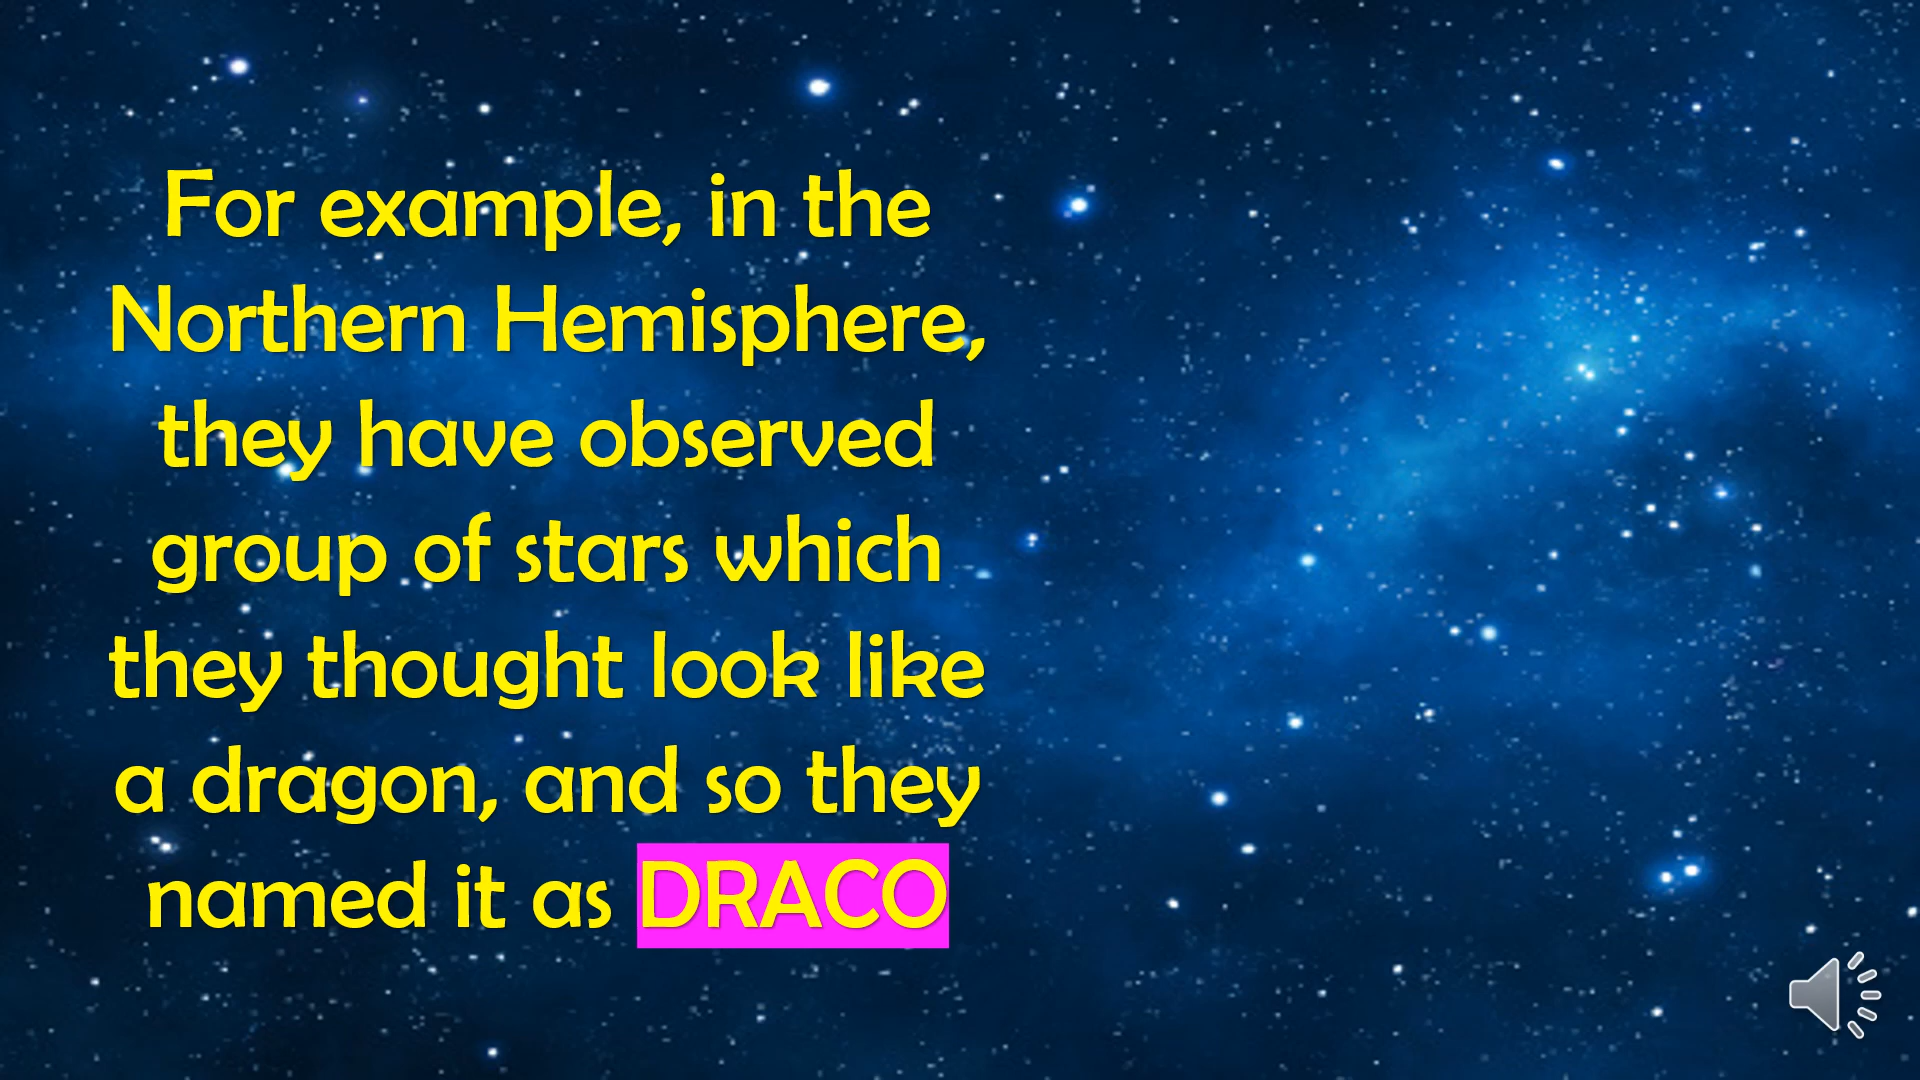 For example, in the
Northern Hemisphere,
they have observed
group of stars which
they thought look like
a dragon, and so they
named it as DRACO